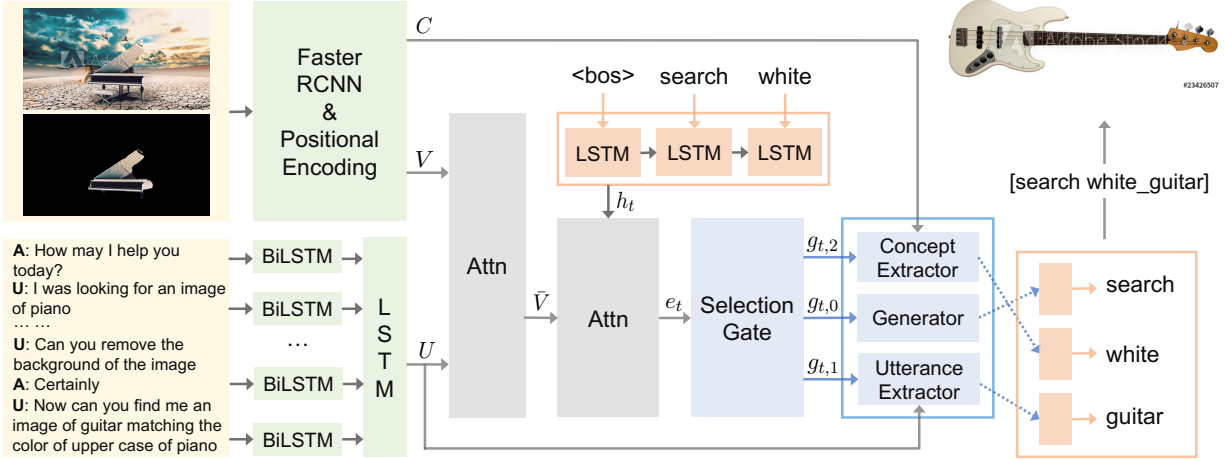 Faster
RCNN
&
Positional
Encoding
C
V
<bos>
search
white
LSTM
LSTM
LSTM
h_t
#23426507
[search white_guitar]
A: How may I help you
today?
U: I was looking for an image
of piano
... ...
U: Can you remove the
background of the image
A: Certainly
U: Now can you find me an
image of guitar matching the
color of upper case of piano
BiLSTM
BiLSTM
...
BiLSTM
BiLSTM
L
S
T
M
U
Attn
V̄
Attn
e_t
Selection
Gate
g_{t,2}
g_{t,0}
g_{t,1}
Concept
Extractor
Generator
Utterance
Extractor
search
white
guitar